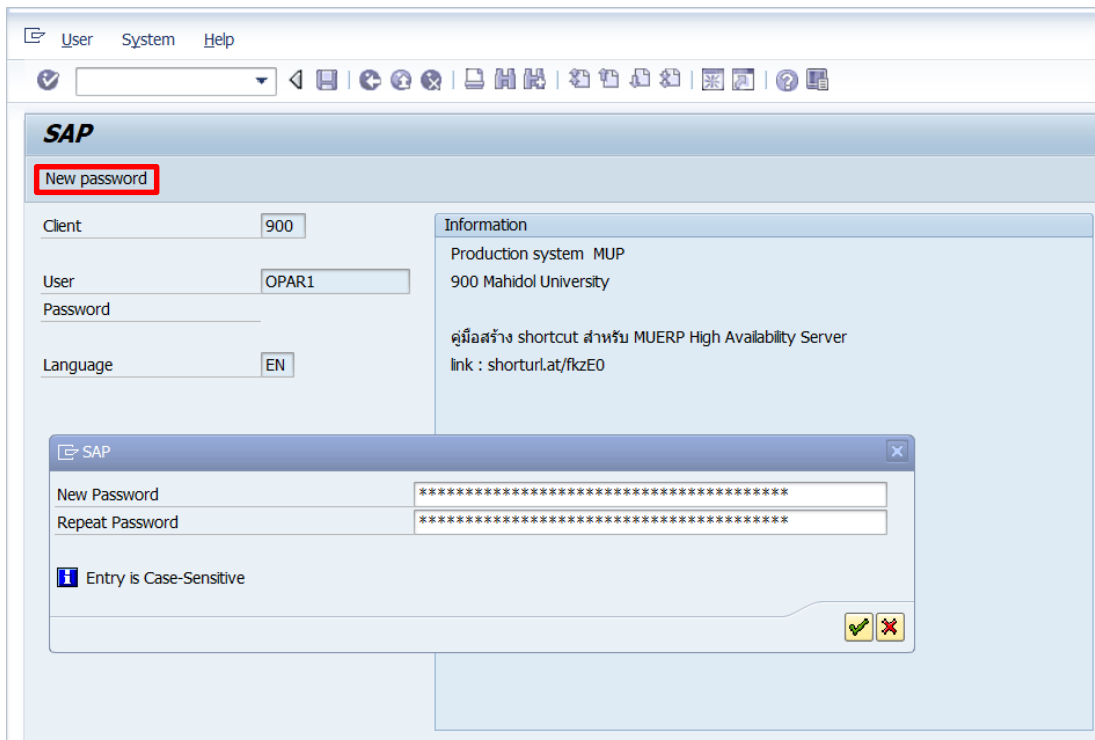 User System Help
SAP
New password
Client 900
Information
Production system MUP
User OPAR1
900 Mahidol University
Password
คู่มือสร้าง shortcut สำหรับ MUERP High Availability Server
Language EN
link : shorturl.at/fkzE0
SAP
New Password ****************************************
Repeat Password ****************************************
Entry is Case-Sensitive